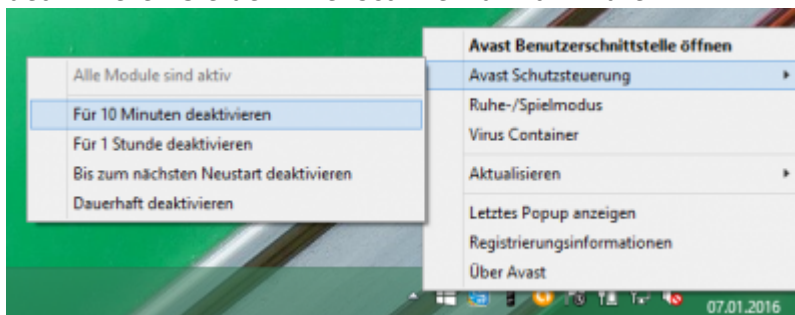 Avast Benutzerschnittstelle öffnen
Avast Schutzsteuerung
Ruhe-/Spielmodus
Virus Container
Aktualisieren
Letztes Popup anzeigen
Registrierungsinformationen
Über Avast
Alle Module sind aktiv
Für 10 Minuten deaktivieren
Für 1 Stunde deaktivieren
Bis zum nächsten Neustart deaktivieren
Dauerhaft deaktivieren
07.01.2016